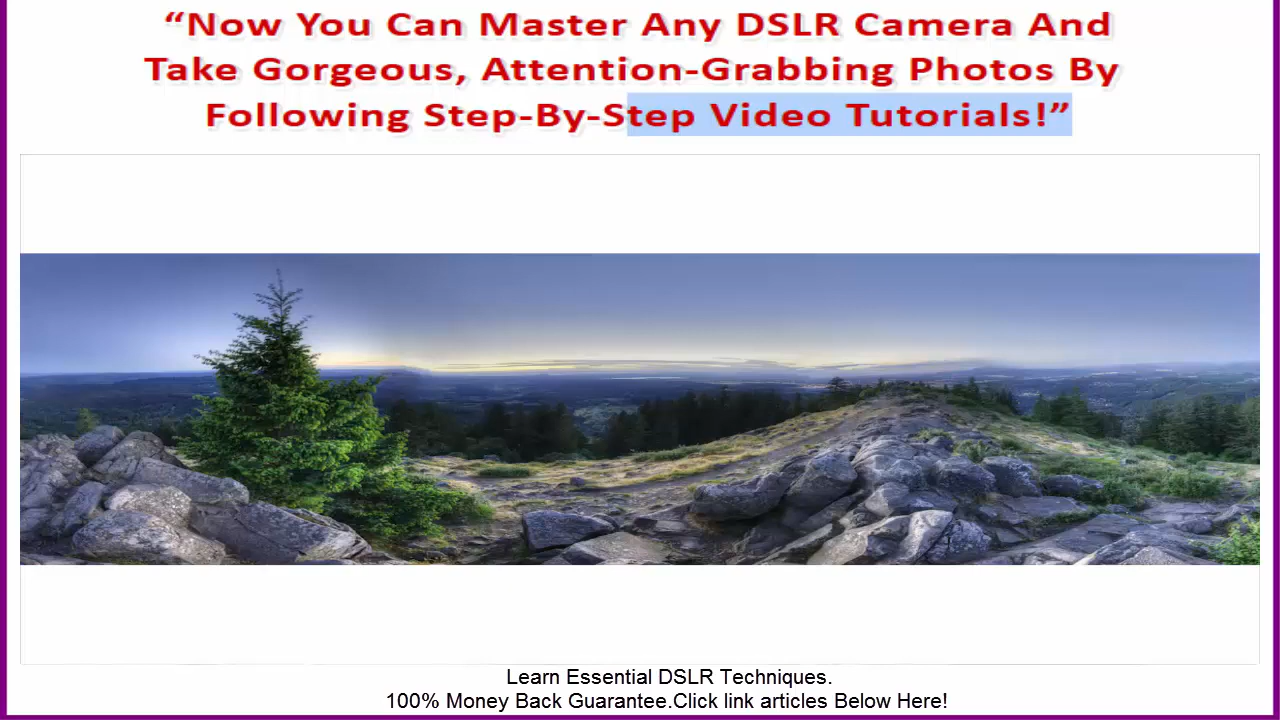 “Now You Can Master Any DSLR Camera And
Take Gorgeous, Attention-Grabbing Photos By
Following Step-By-Step Video Tutorials!”
Learn Essential DSLR Techniques.
100% Money Back Guarantee.Click link articles Below Here!